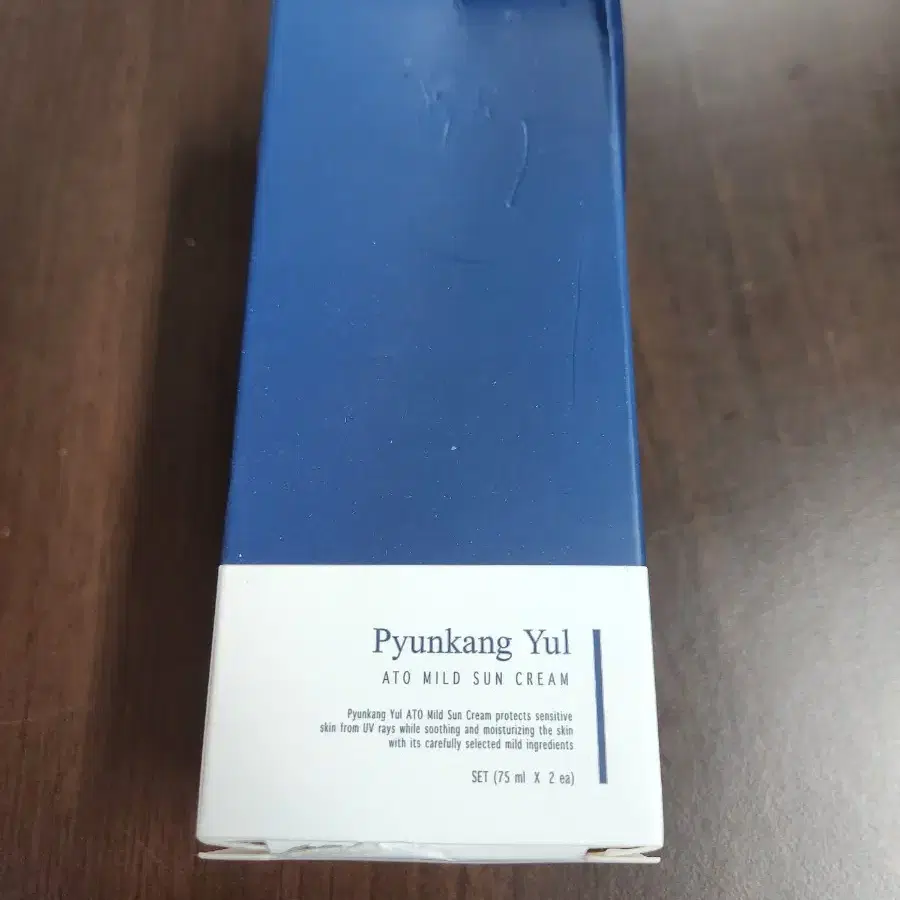 Pyunkang Yul
ATO MILD SUN CREAM
Pyunkang Yul ATO Mild Sun Cream protects sensitive
skin from UV rays while soothing and moisturizing the skin
with its carefully selected mild ingredients
SET (75 ml X 2 ea)